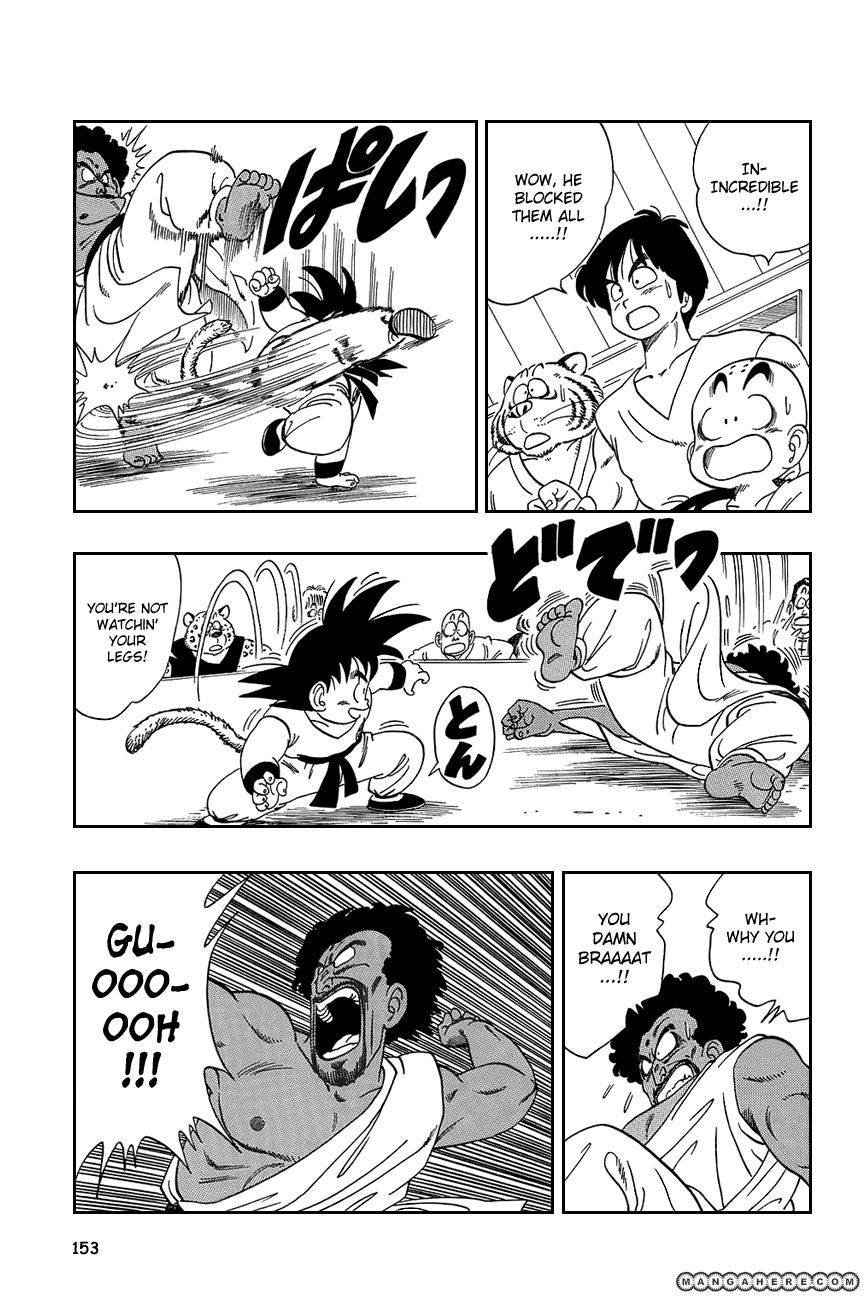 IN-
INCREDIBLE
...!!
WOW, HE
BLOCKED
THEM ALL
.....!!
ぱしっ
どでっ
とん
YOU'RE NOT
WATCHIN'
YOUR
LEGS!
WH-
WHY YOU
.....!!
YOU
DAMN
BRAAAAT
...!!
GU-
OOO-
OOH
!!!
153
MANGAHERE.COM